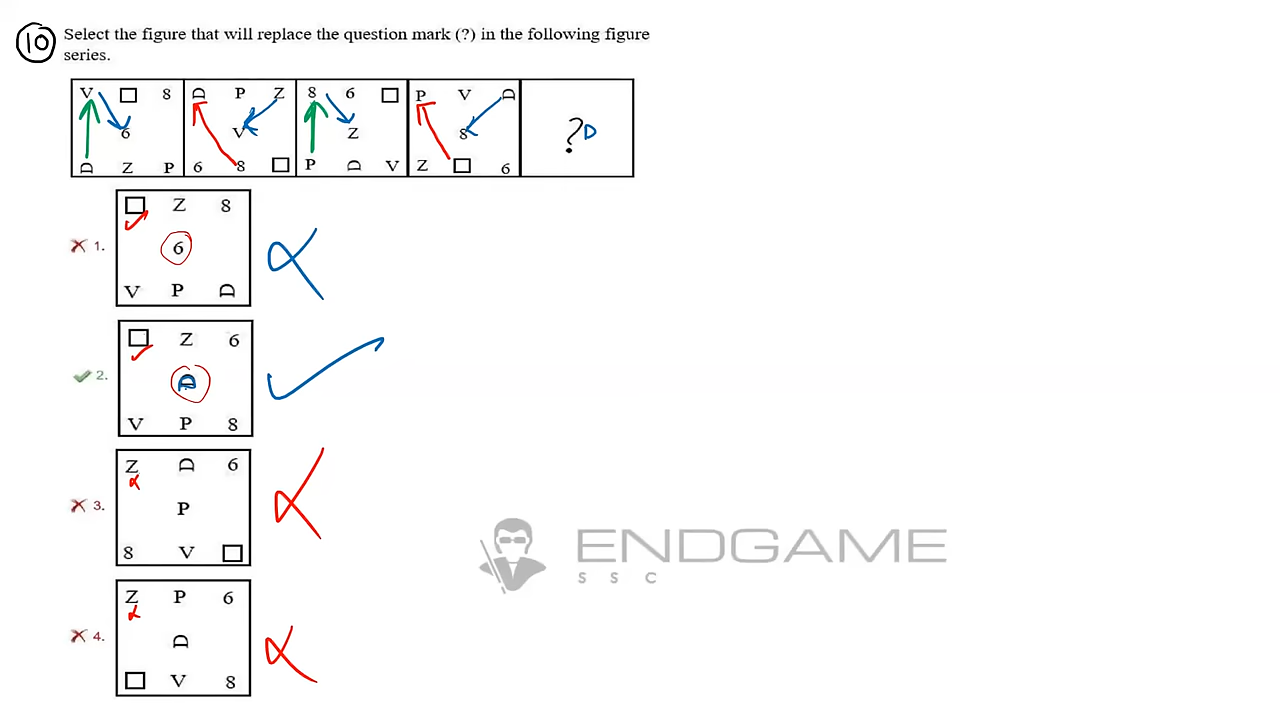 10 Select the figure that will replace the question mark (?) in the following figure
series.
V □ 8 D P Z 8 6 □ P V D
6 V Z 8 ? D
D Z P 6 8 □ P D V Z □ 6
□ Z 8
1. 6
V P D
□ Z 6
2. D
V P 8
Z D 6
3. P
8 V □
Z P 6
4. D
□ V 8
ENDGAME
S S C